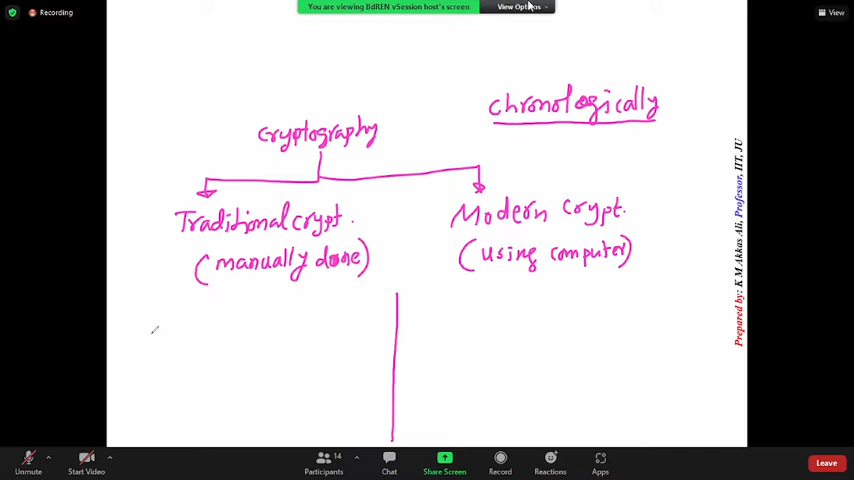 Recording
You are viewing BdREN vSession host's screen
View Options
View
chronologically
cryptography
Traditional crypt.
(manually done)
Modern crypt.
(using computer)
Prepared by: K M Akkas Ali, Professor, IIT, JU
Unmute
Start Video
14
Participants
Chat
Share Screen
Record
Reactions
Apps
Leave